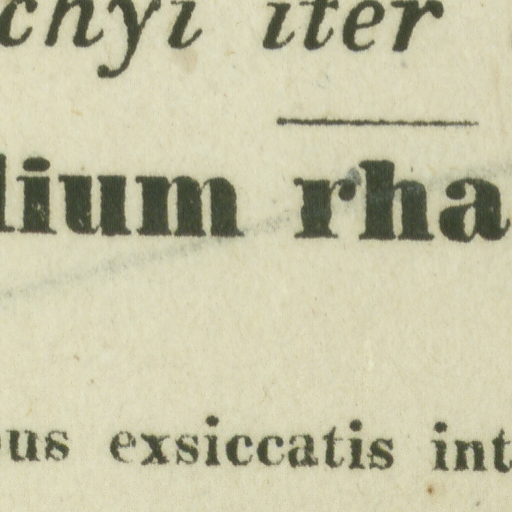 chyi iter
lium rha
ous exsiccatis int